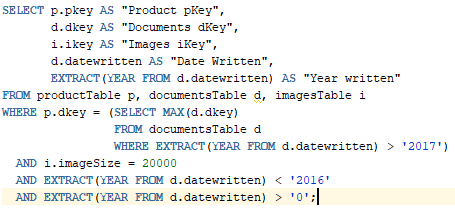 SELECT p.pkey AS "Product pKey",
d.dkey AS "Documents dKey",
i.ikey AS "Images iKey",
d.datewritten AS "Date Written",
EXTRACT(YEAR FROM d.datewritten) AS "Year written"
FROM productTable p, documentsTable d, imagesTable i
WHERE p.dkey = (SELECT MAX(d.dkey)
FROM documentsTable d
WHERE EXTRACT(YEAR FROM d.datewritten) > '2017')
AND i.imageSize = 20000
AND EXTRACT(YEAR FROM d.datewritten) < '2016'
AND EXTRACT(YEAR FROM d.datewritten) > '0';